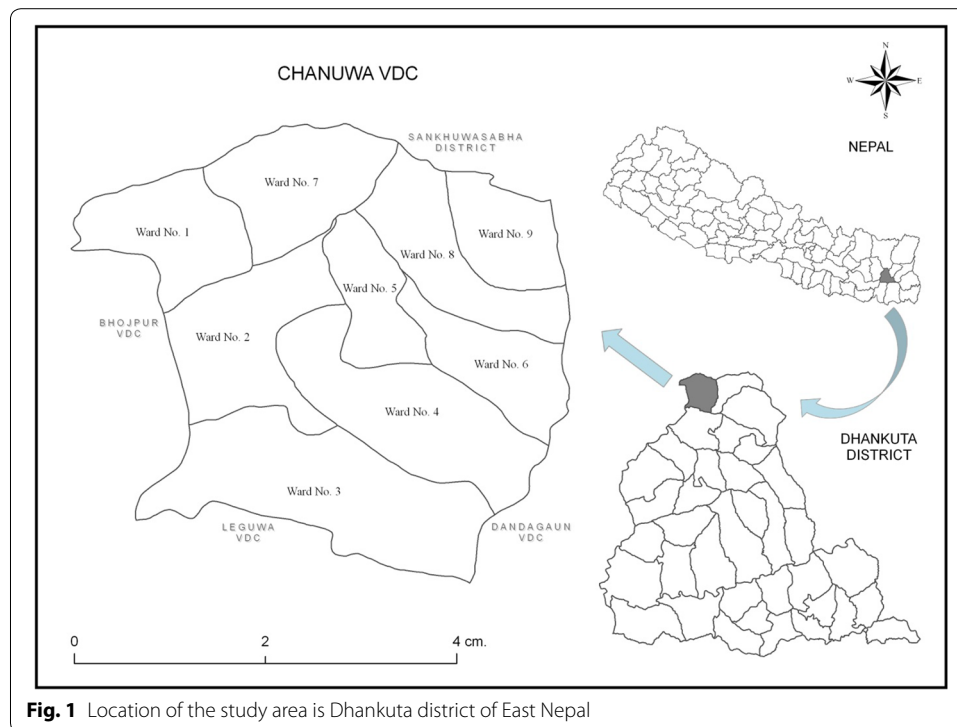 CHANUWA VDC
N
W
E
S
SANKHUWASABHA
DISTRICT
NEPAL
Ward No. 7
Ward No. 1
Ward No. 9
Ward No. 8
Ward No. 5
BHOJPUR
VDC
Ward No. 2
Ward No. 6
Ward No. 4
DHANKUTA
DISTRICT
Ward No. 3
LEGUWA
VDC
DANDAGAUN
VDC
0
2
4 cm.
Fig. 1 Location of the study area is Dhankuta district of East Nepal